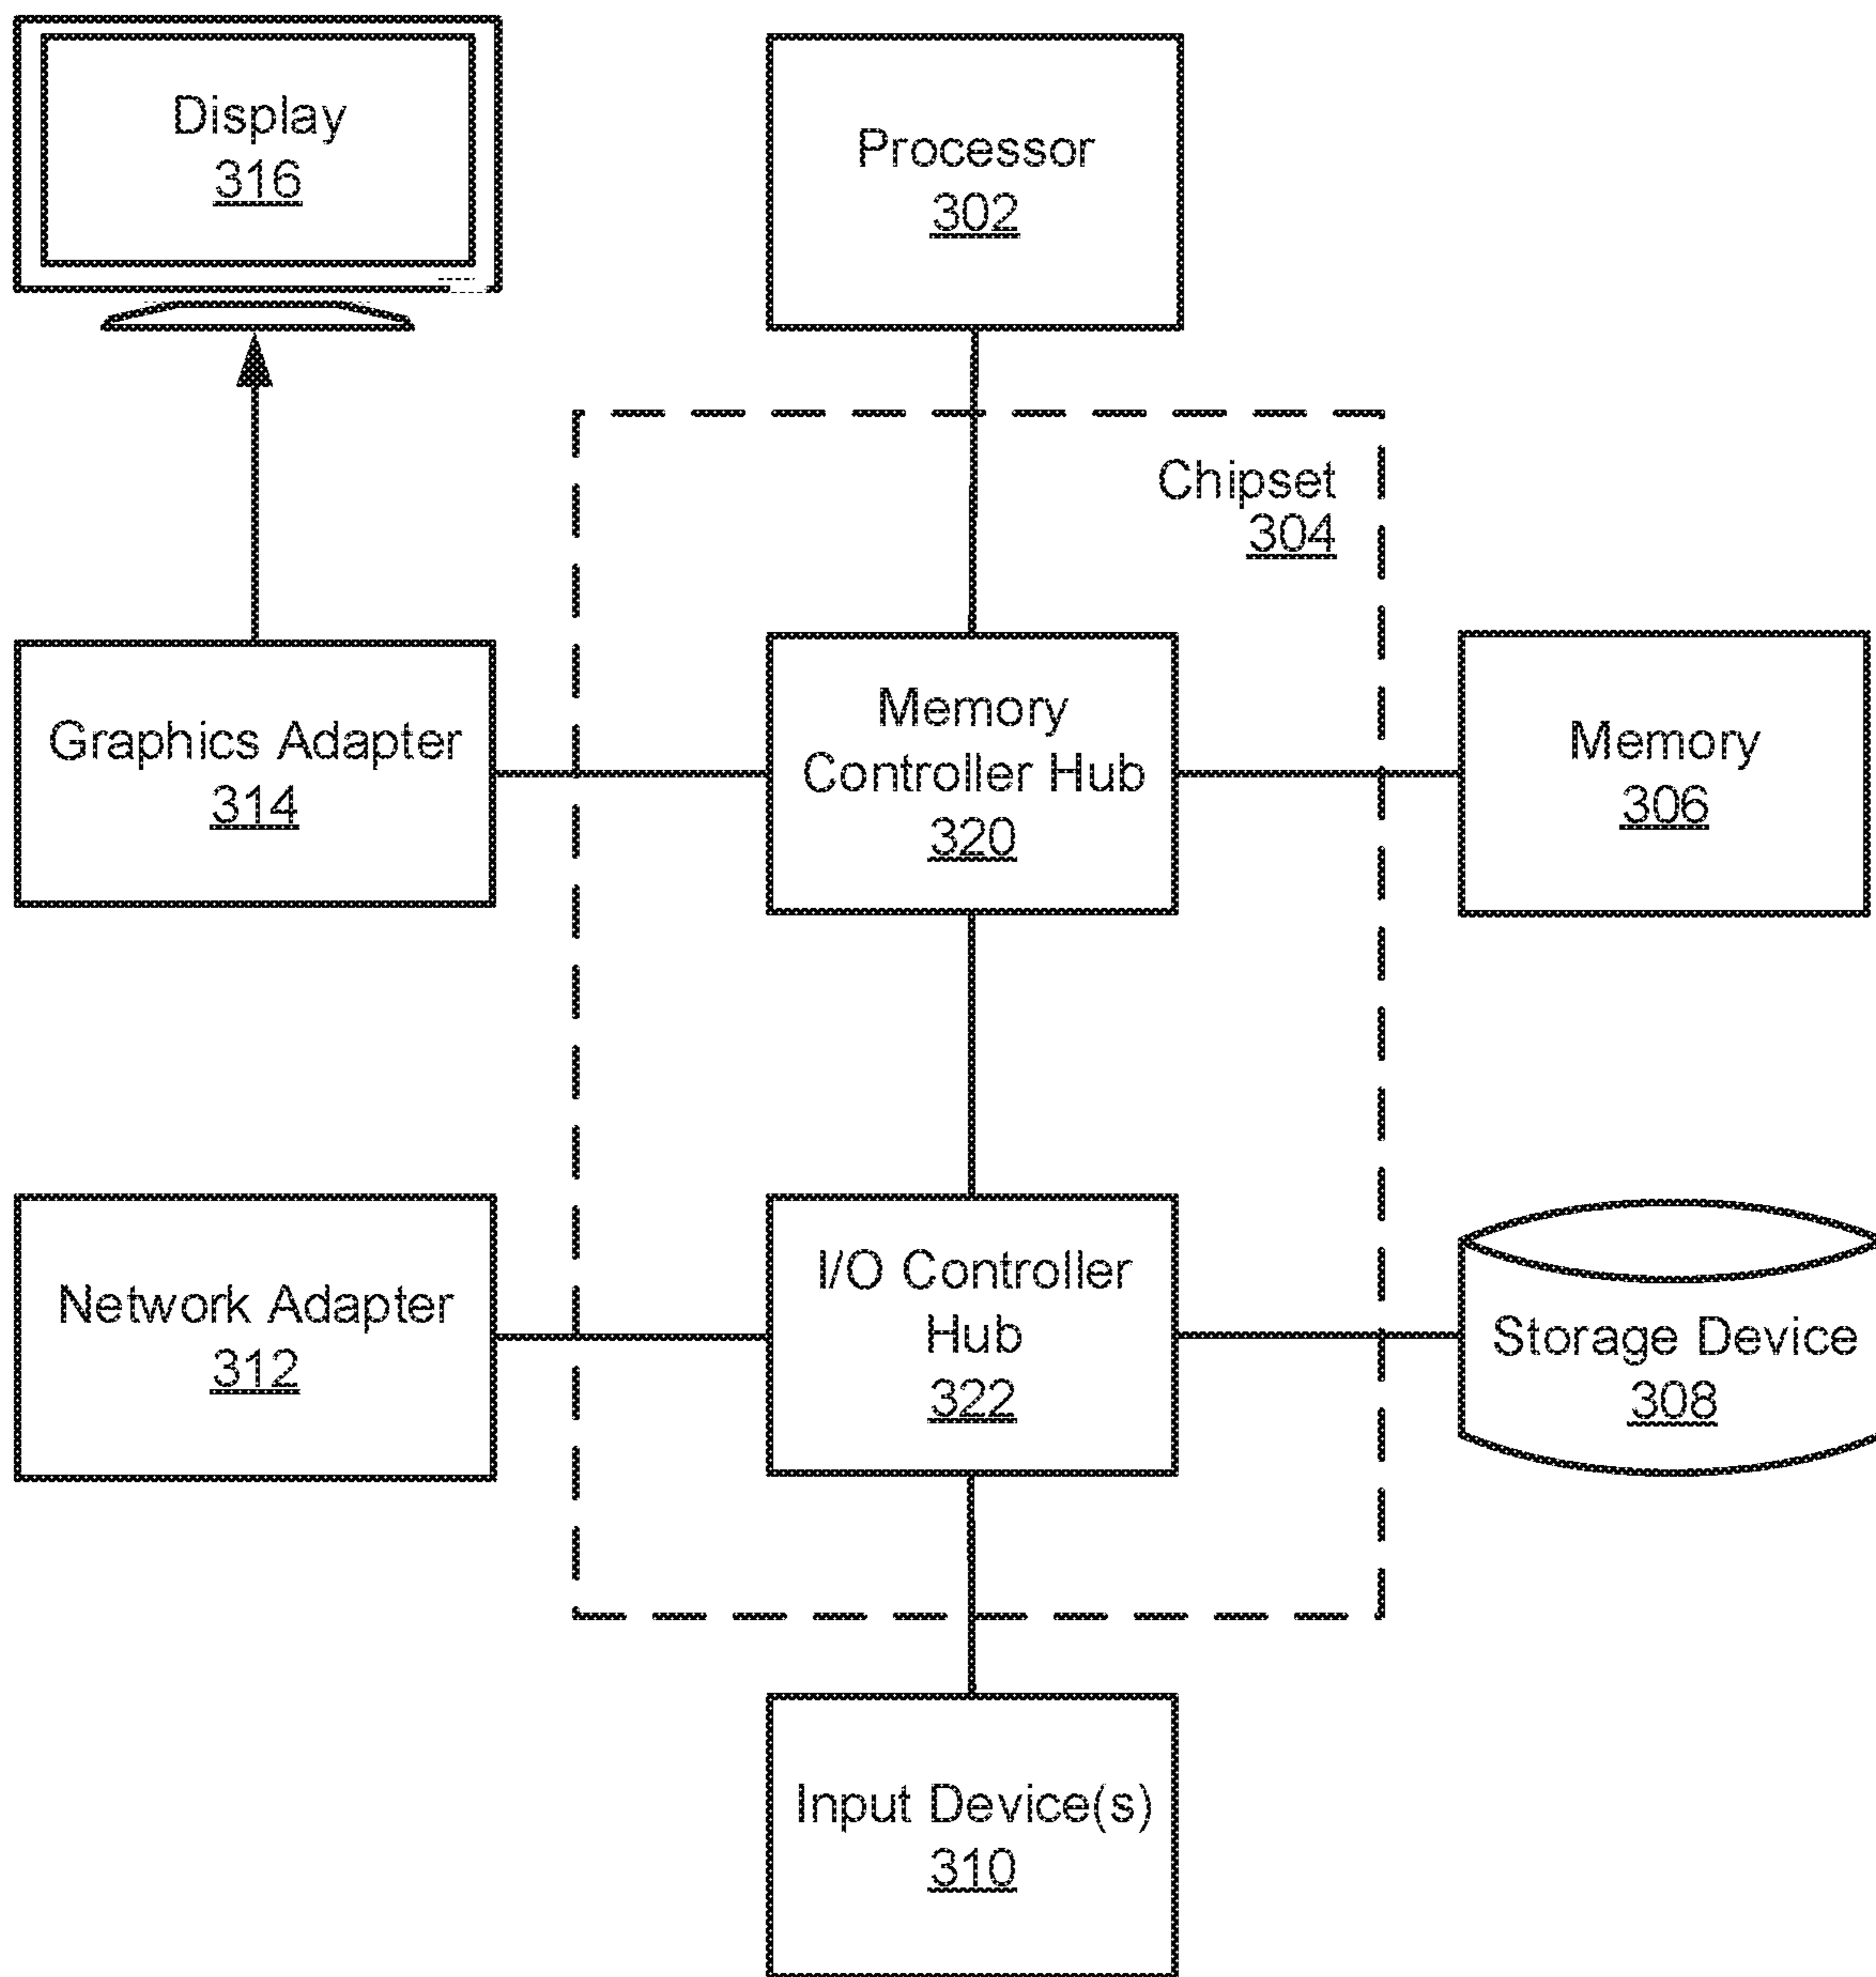 Display
316
Processor
302
Chipset
304
Graphics Adapter
314
Memory
Controller Hub
320
Memory
306
Network Adapter
312
I/O Controller
Hub
322
Storage Device
308
Input Device(s)
310